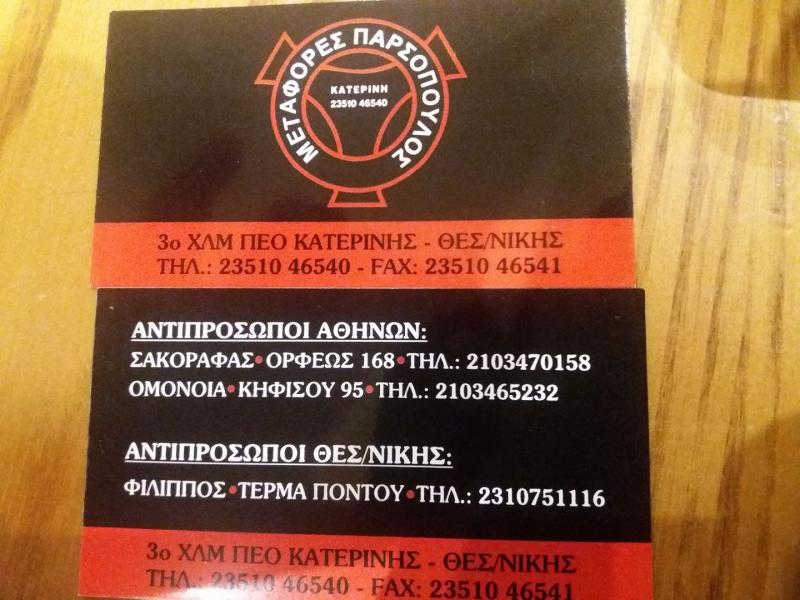 ΜΕΤΑΦΟΡΕΣ ΠΑΡΣΟΠΟΥΛΟΣ
ΚΑΤΕΡΙΝΗ
23510 46540
3ο ΧΛΜ ΠΕΟ ΚΑΤΕΡΙΝΗΣ - ΘΕΣ/ΝΙΚΗΣ
ΤΗΛ.: 23510 46540 - FAX: 23510 46541
ΑΝΤΙΠΡΟΣΩΠΟΙ ΑΘΗΝΩΝ:
ΣΑΚΟΡΑΦΑΣ•ΟΡΦΕΩΣ 168•ΤΗΛ.: 2103470158
ΟΜΟΝΟΙΑ•ΚΗΦΙΣΟΥ 95•ΤΗΛ.: 2103465232
ΑΝΤΙΠΡΟΣΩΠΟΙ ΘΕΣ/ΝΙΚΗΣ:
ΦΙΛΙΠΠΟΣ•ΤΕΡΜΑ ΠΟΝΤΟΥ•ΤΗΛ.: 2310751116
3ο ΧΛΜ ΠΕΟ ΚΑΤΕΡΙΝΗΣ - ΘΕΣ/ΝΙΚΗΣ
ΤΗΛ.: 23510 46540 - FAX: 23510 46541